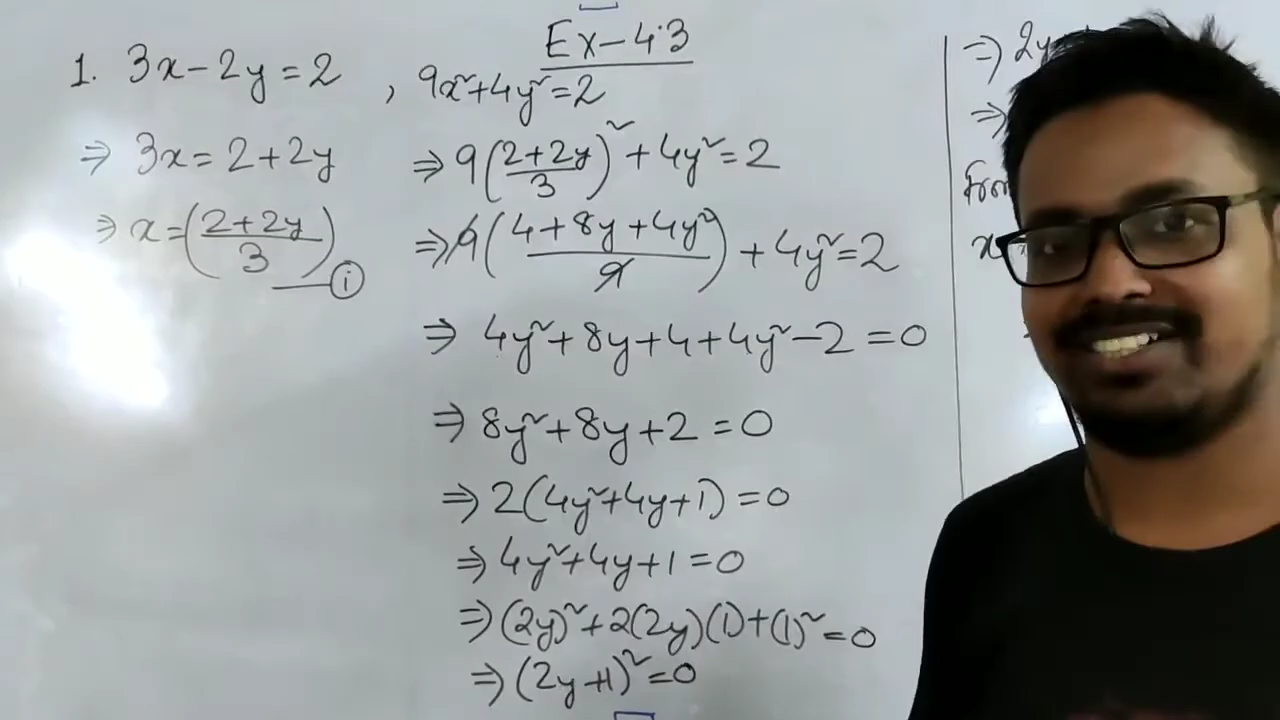 Ex-4.3
1. 3x-2y=2 , 9x²+4y²=2
⇒ 3x=2+2y
⇒ x=(2+2y/3) —(i)
⇒ 9(2+2y/3)²+4y²=2
⇒ 9(4+8y+4y²/9)+4y²=2
⇒ 4y²+8y+4+4y²-2=0
⇒ 8y²+8y+2=0
⇒ 2(4y²+4y+1)=0
⇒ 4y²+4y+1=0
⇒ (2y)²+2(2y)(1)+(1)²=0
⇒ (2y+1)²=0
⇒ 2y
⇒
x